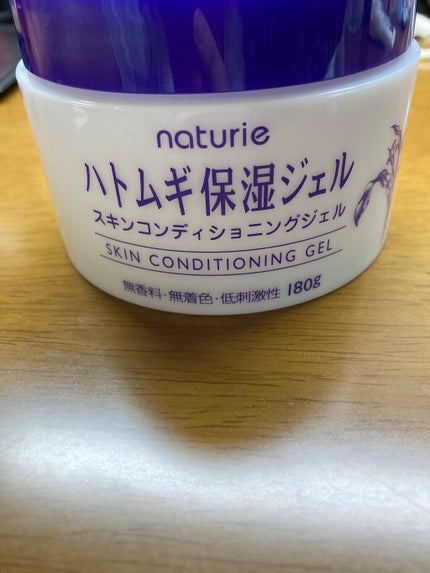 naturie
ハトムギ保湿ジェル
スキンコンディショニングジェル
SKIN CONDITIONING GEL
無香料・無着色・低刺激性 180g